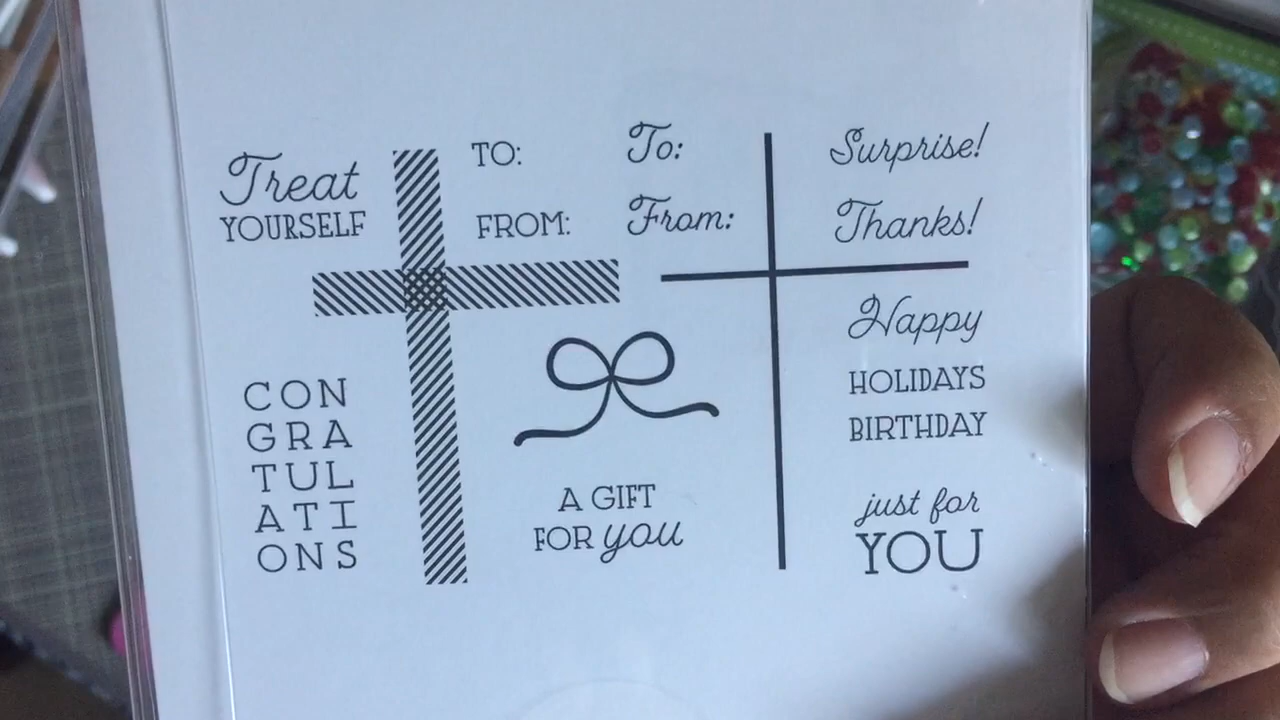 Treat
YOURSELF
TO:
FROM:
To:
From:
Surprise!
Thanks!
Happy
HOLIDAYS
BIRTHDAY
just for
YOU
CON
GRA
TUL
ATI
ONS
A GIFT
FOR you